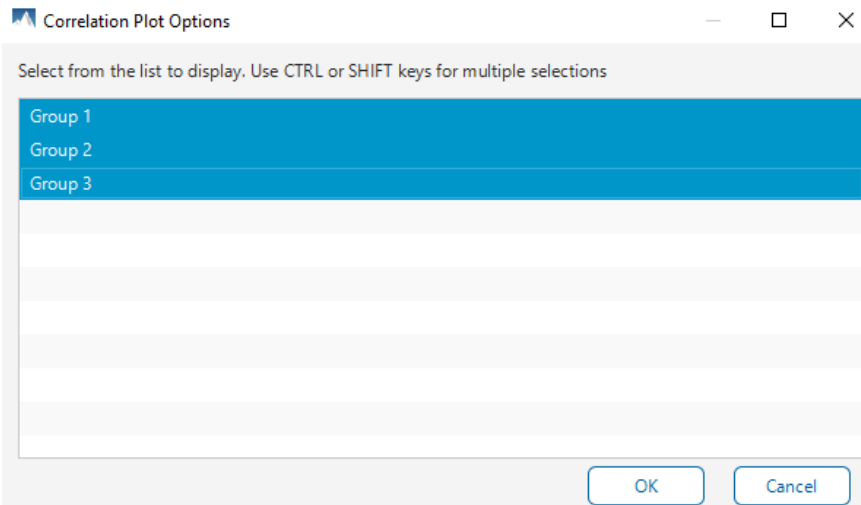 Correlation Plot Options
Select from the list to display. Use CTRL or SHIFT keys for multiple selections
Group 1
Group 2
Group 3
OK Cancel